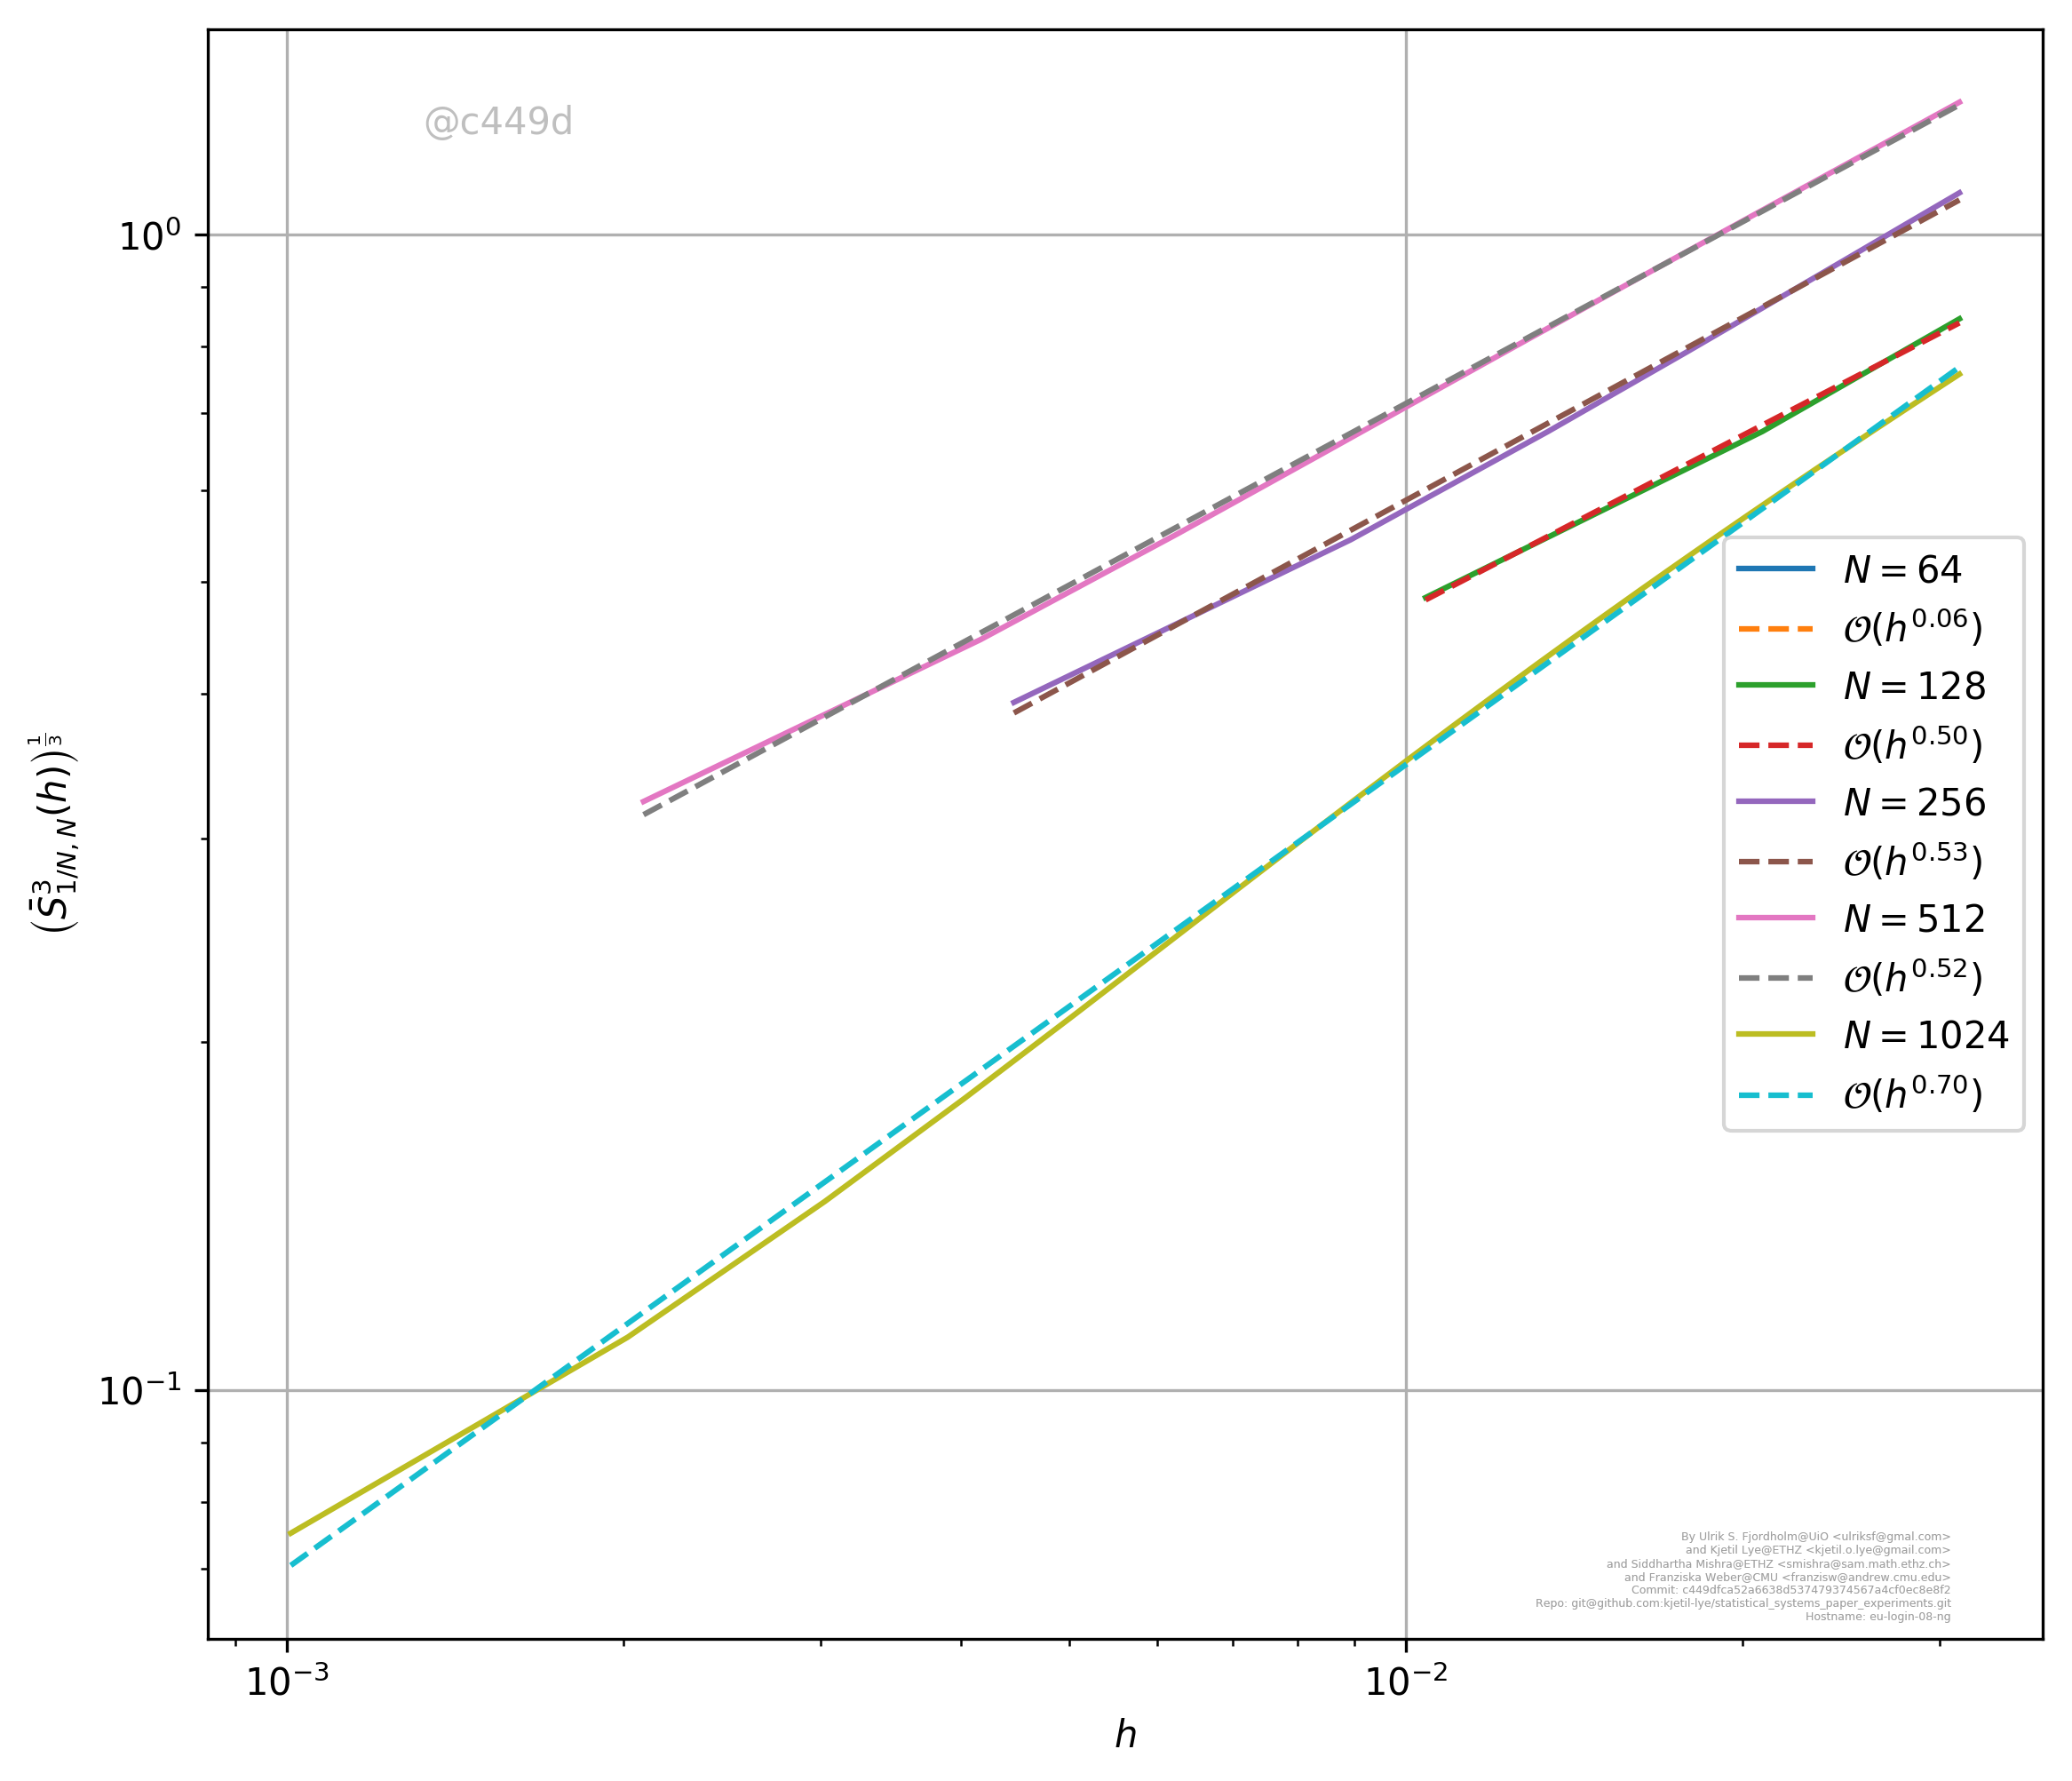 @c449d
10⁰
10⁻¹
(S̄³₁/N, N(h))^⅓
10⁻³
10⁻²
h
N = 64
𝒪(h^0.06)
N = 128
𝒪(h^0.50)
N = 256
𝒪(h^0.53)
N = 512
𝒪(h^0.52)
N = 1024
𝒪(h^0.70)
By Ulrik S. Fjordholm@UiO <ulriksf@gmal.com>
and Kjetil Lye@ETHZ <kjetil.o.lye@gmail.com>
and Siddhartha Mishra@ETHZ <smishra@sam.math.ethz.ch>
and Franziska Weber@CMU <franzisw@andrew.cmu.edu>
Commit: c449dfca52a6638d537479374567a4cf0ec8e8f2
Repo: git@github.com:kjetil-lye/statistical_systems_paper_experiments.git
Hostname: eu-login-08-ng